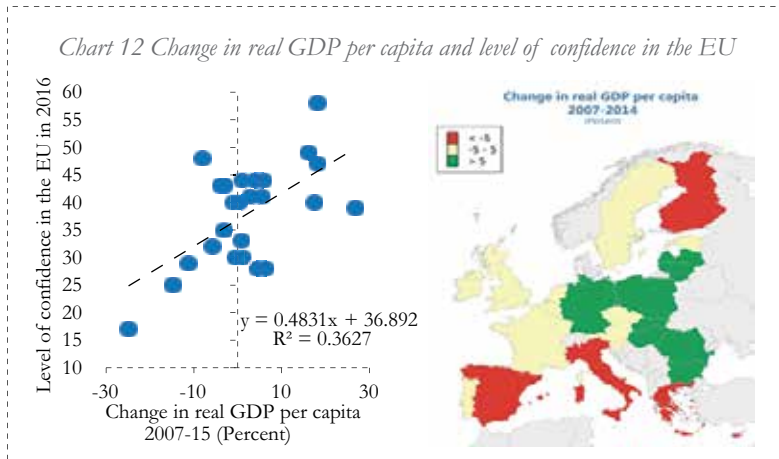 Chart 12 Change in real GDP per capita and level of confidence in the EU
Level of confidence in the EU in 2016
60
55
50
45
40
35
30
25
20
15
10
y = 0.4831x + 36.892
R² = 0.3627
-30
-10
10
30
Change in real GDP per capita
2007-15 (Percent)
Change in real GDP per capita
2007-2014
(Percent)
< -5
-5 - 5
> 5